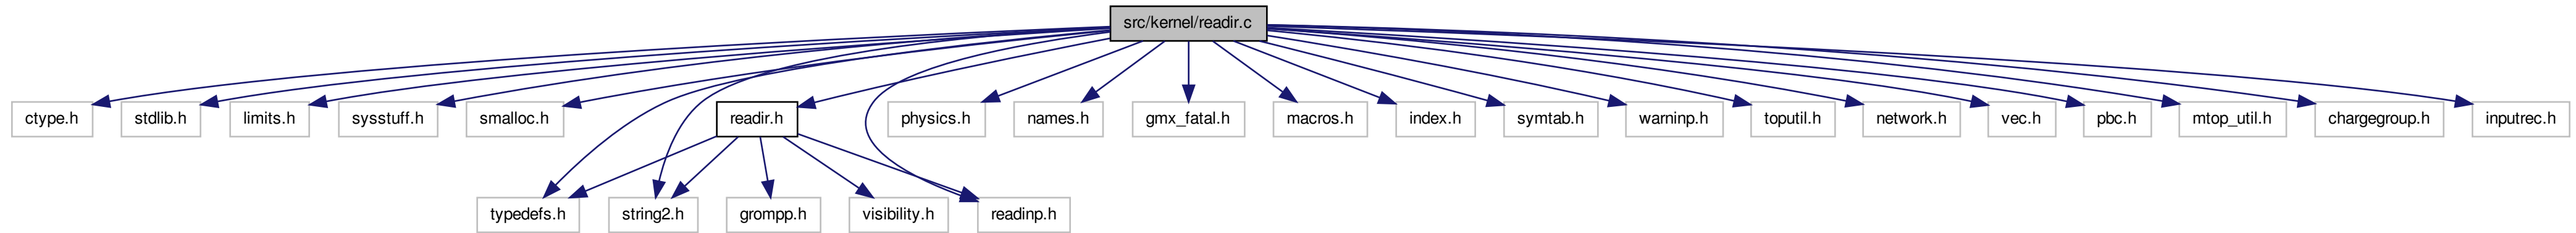 src/kernel/readir.c
ctype.h
stdlib.h
limits.h
sysstuff.h
smalloc.h
readir.h
physics.h
names.h
gmx_fatal.h
macros.h
index.h
symtab.h
warninp.h
toputil.h
network.h
vec.h
pbc.h
mtop_util.h
chargegroup.h
inputrec.h
typedefs.h
string2.h
grompp.h
visibility.h
readinp.h